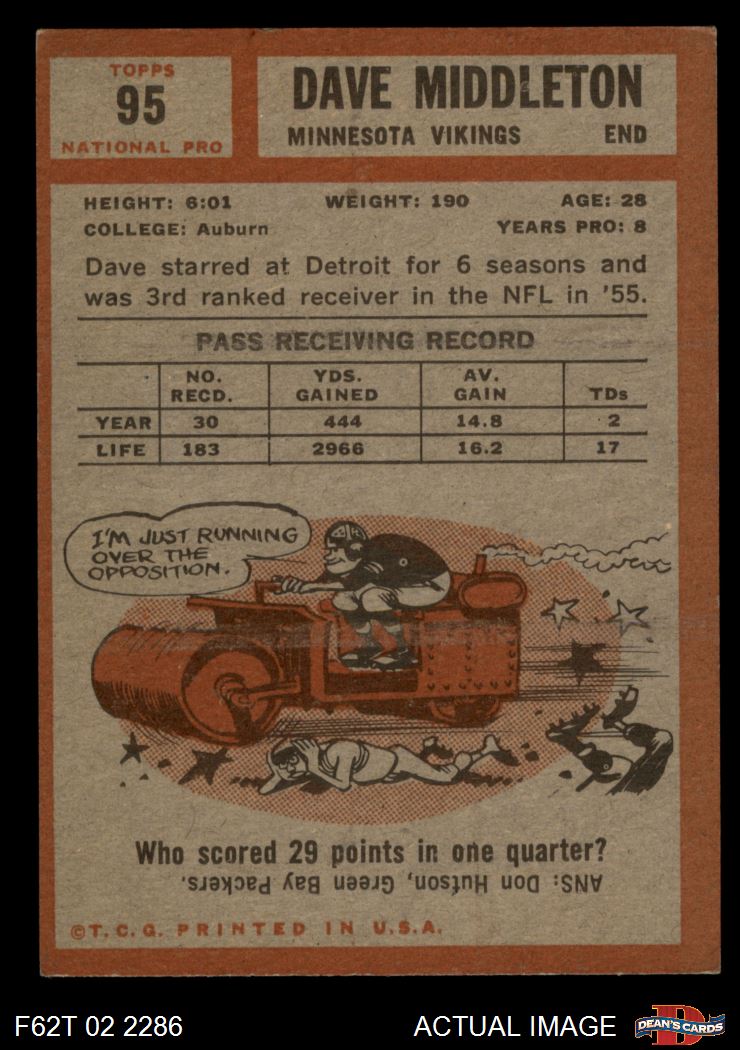 TOPPS
95
NATIONAL PRO
DAVE MIDDLETON
MINNESOTA VIKINGS END
HEIGHT: 6:01 WEIGHT: 190 AGE: 28
COLLEGE: Auburn YEARS PRO: 8
Dave starred at Detroit for 6 seasons and
was 3rd ranked receiver in the NFL in '55.
PASS RECEIVING RECORD
NO. RECD. YDS. GAINED AV. GAIN TDs
YEAR 30 444 14.8 2
LIFE 183 2966 16.2 17
I'M JUST RUNNING
OVER THE
OPPOSITION.
Who scored 29 points in one quarter?
ANS: Don Hutson, Green Bay Packers.
©T. C. G. PRINTED IN U.S.A.
F62T 02 2286 ACTUAL IMAGE
D
DEAN'S CARDS